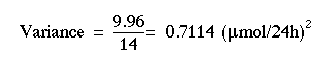 Variance = 9.96/14 = 0.7114 (µmol/24h)²